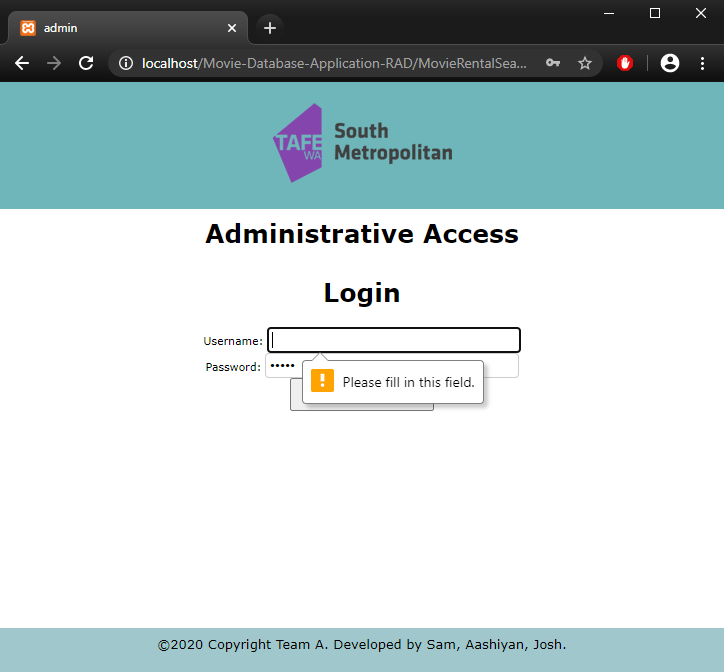 admin
localhost/Movie-Database-Application-RAD/MovieRentalSea...
TAFE
WA
South
Metropolitan
Administrative Access
Login
Username:
Password: •••••
! Please fill in this field.
©2020 Copyright Team A. Developed by Sam, Aashiyan, Josh.